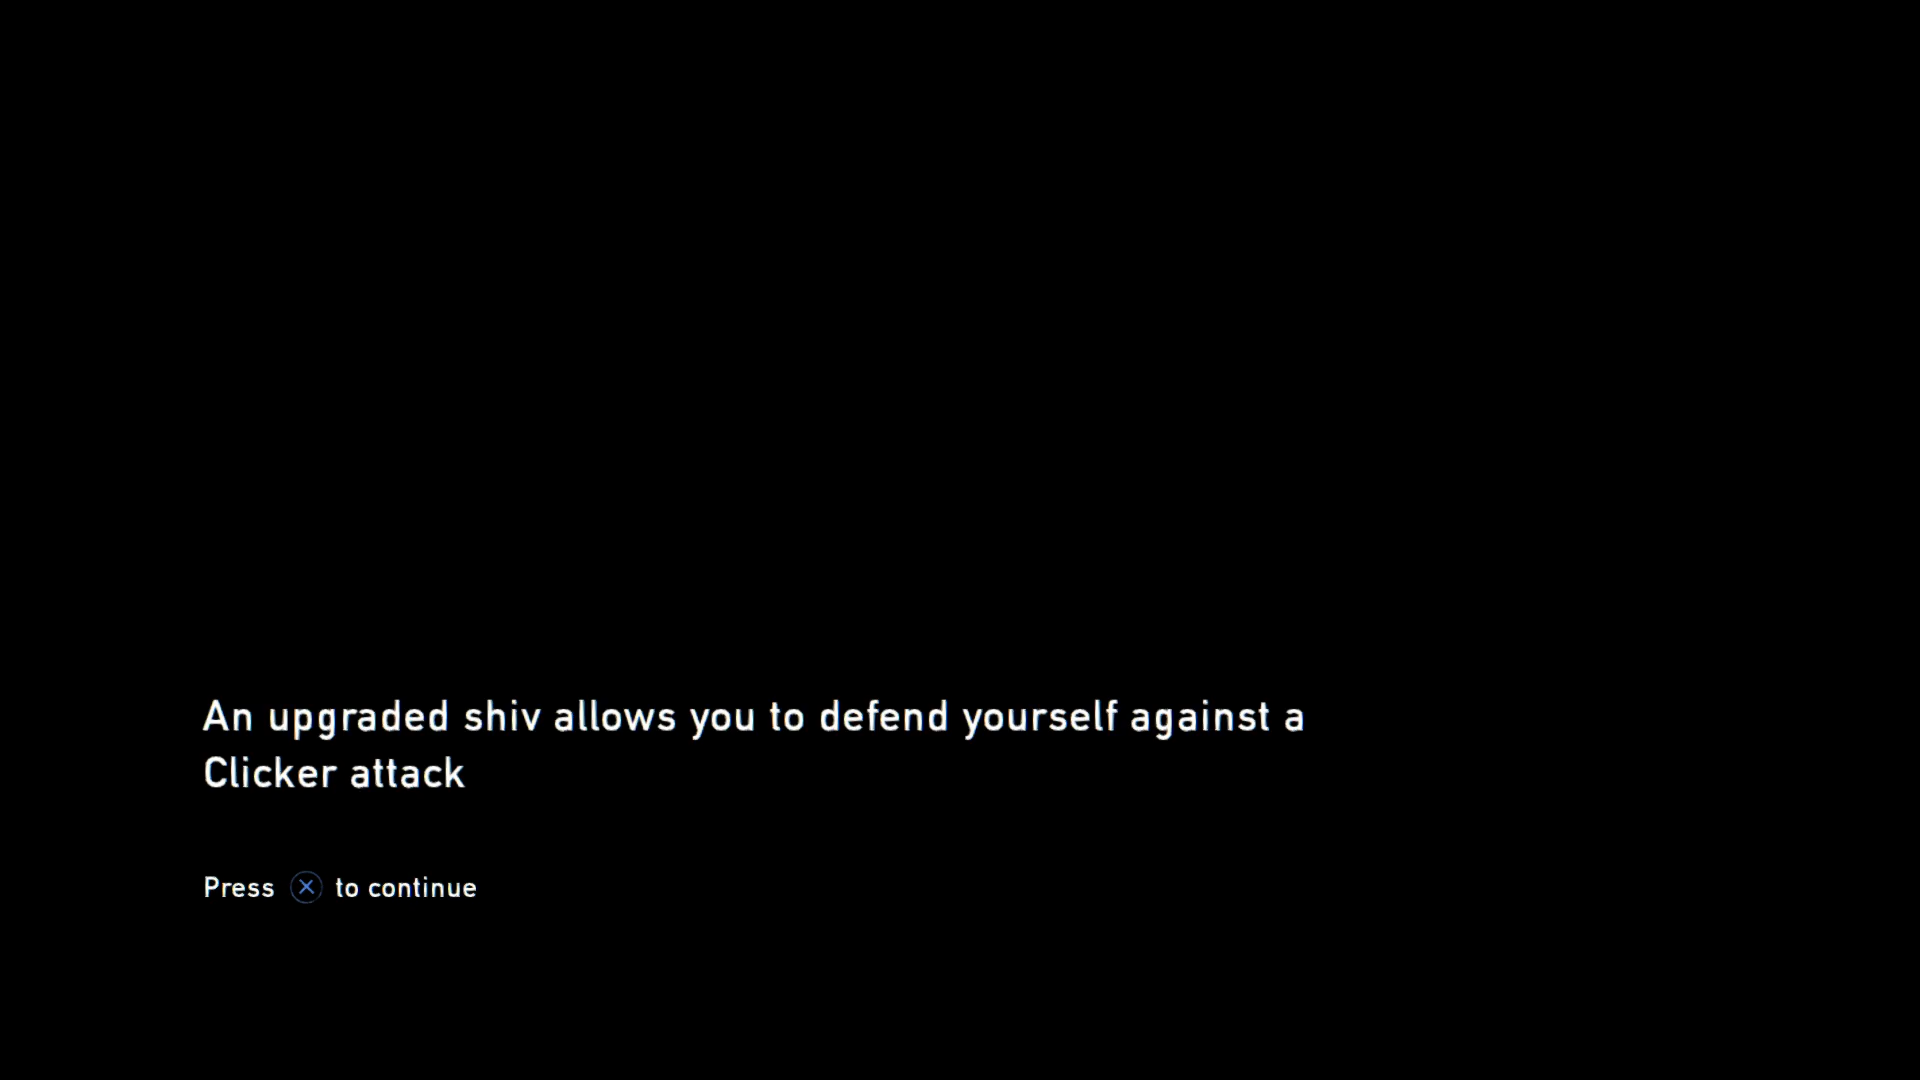 An upgraded shiv allows you to defend yourself against a
Clicker attack
Press ⓧ to continue